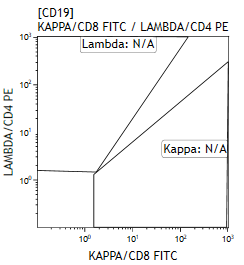 [CD19]
KAPPA/CD8 FITC / LAMBDA/CD4 PE
Lambda: N/A
Kappa: N/A
LAMBDA/CD4 PE
10³
10²
10¹
10⁰
10⁰ 10¹ 10² 10³
KAPPA/CD8 FITC